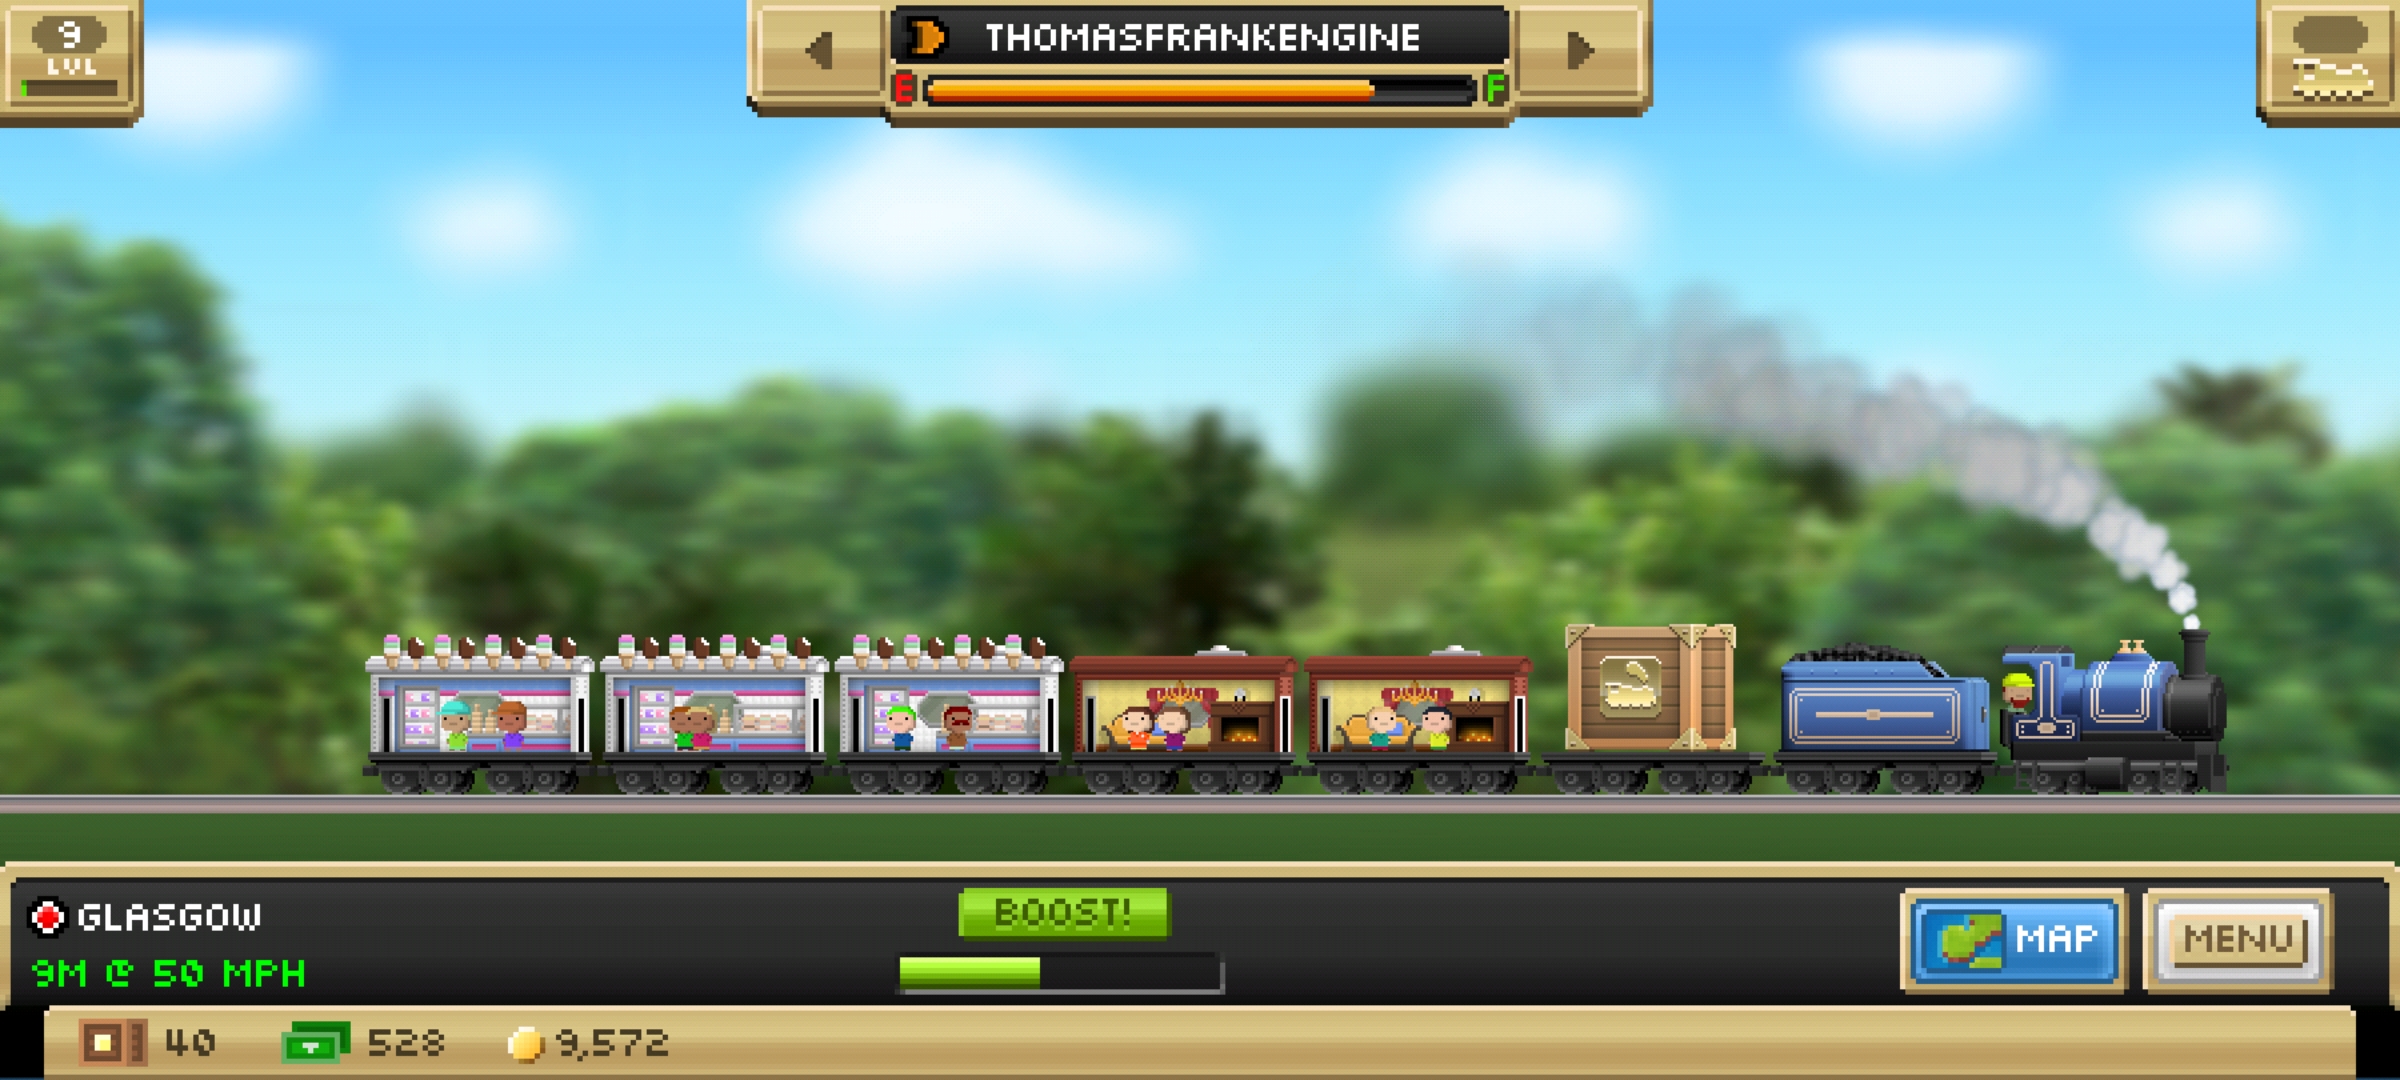 9
LVL
THOMASFRANKENGINE
E F
GLASGOW
BOOST!
9M @ 50 MPH
MAP
MENU
40 528 9,572